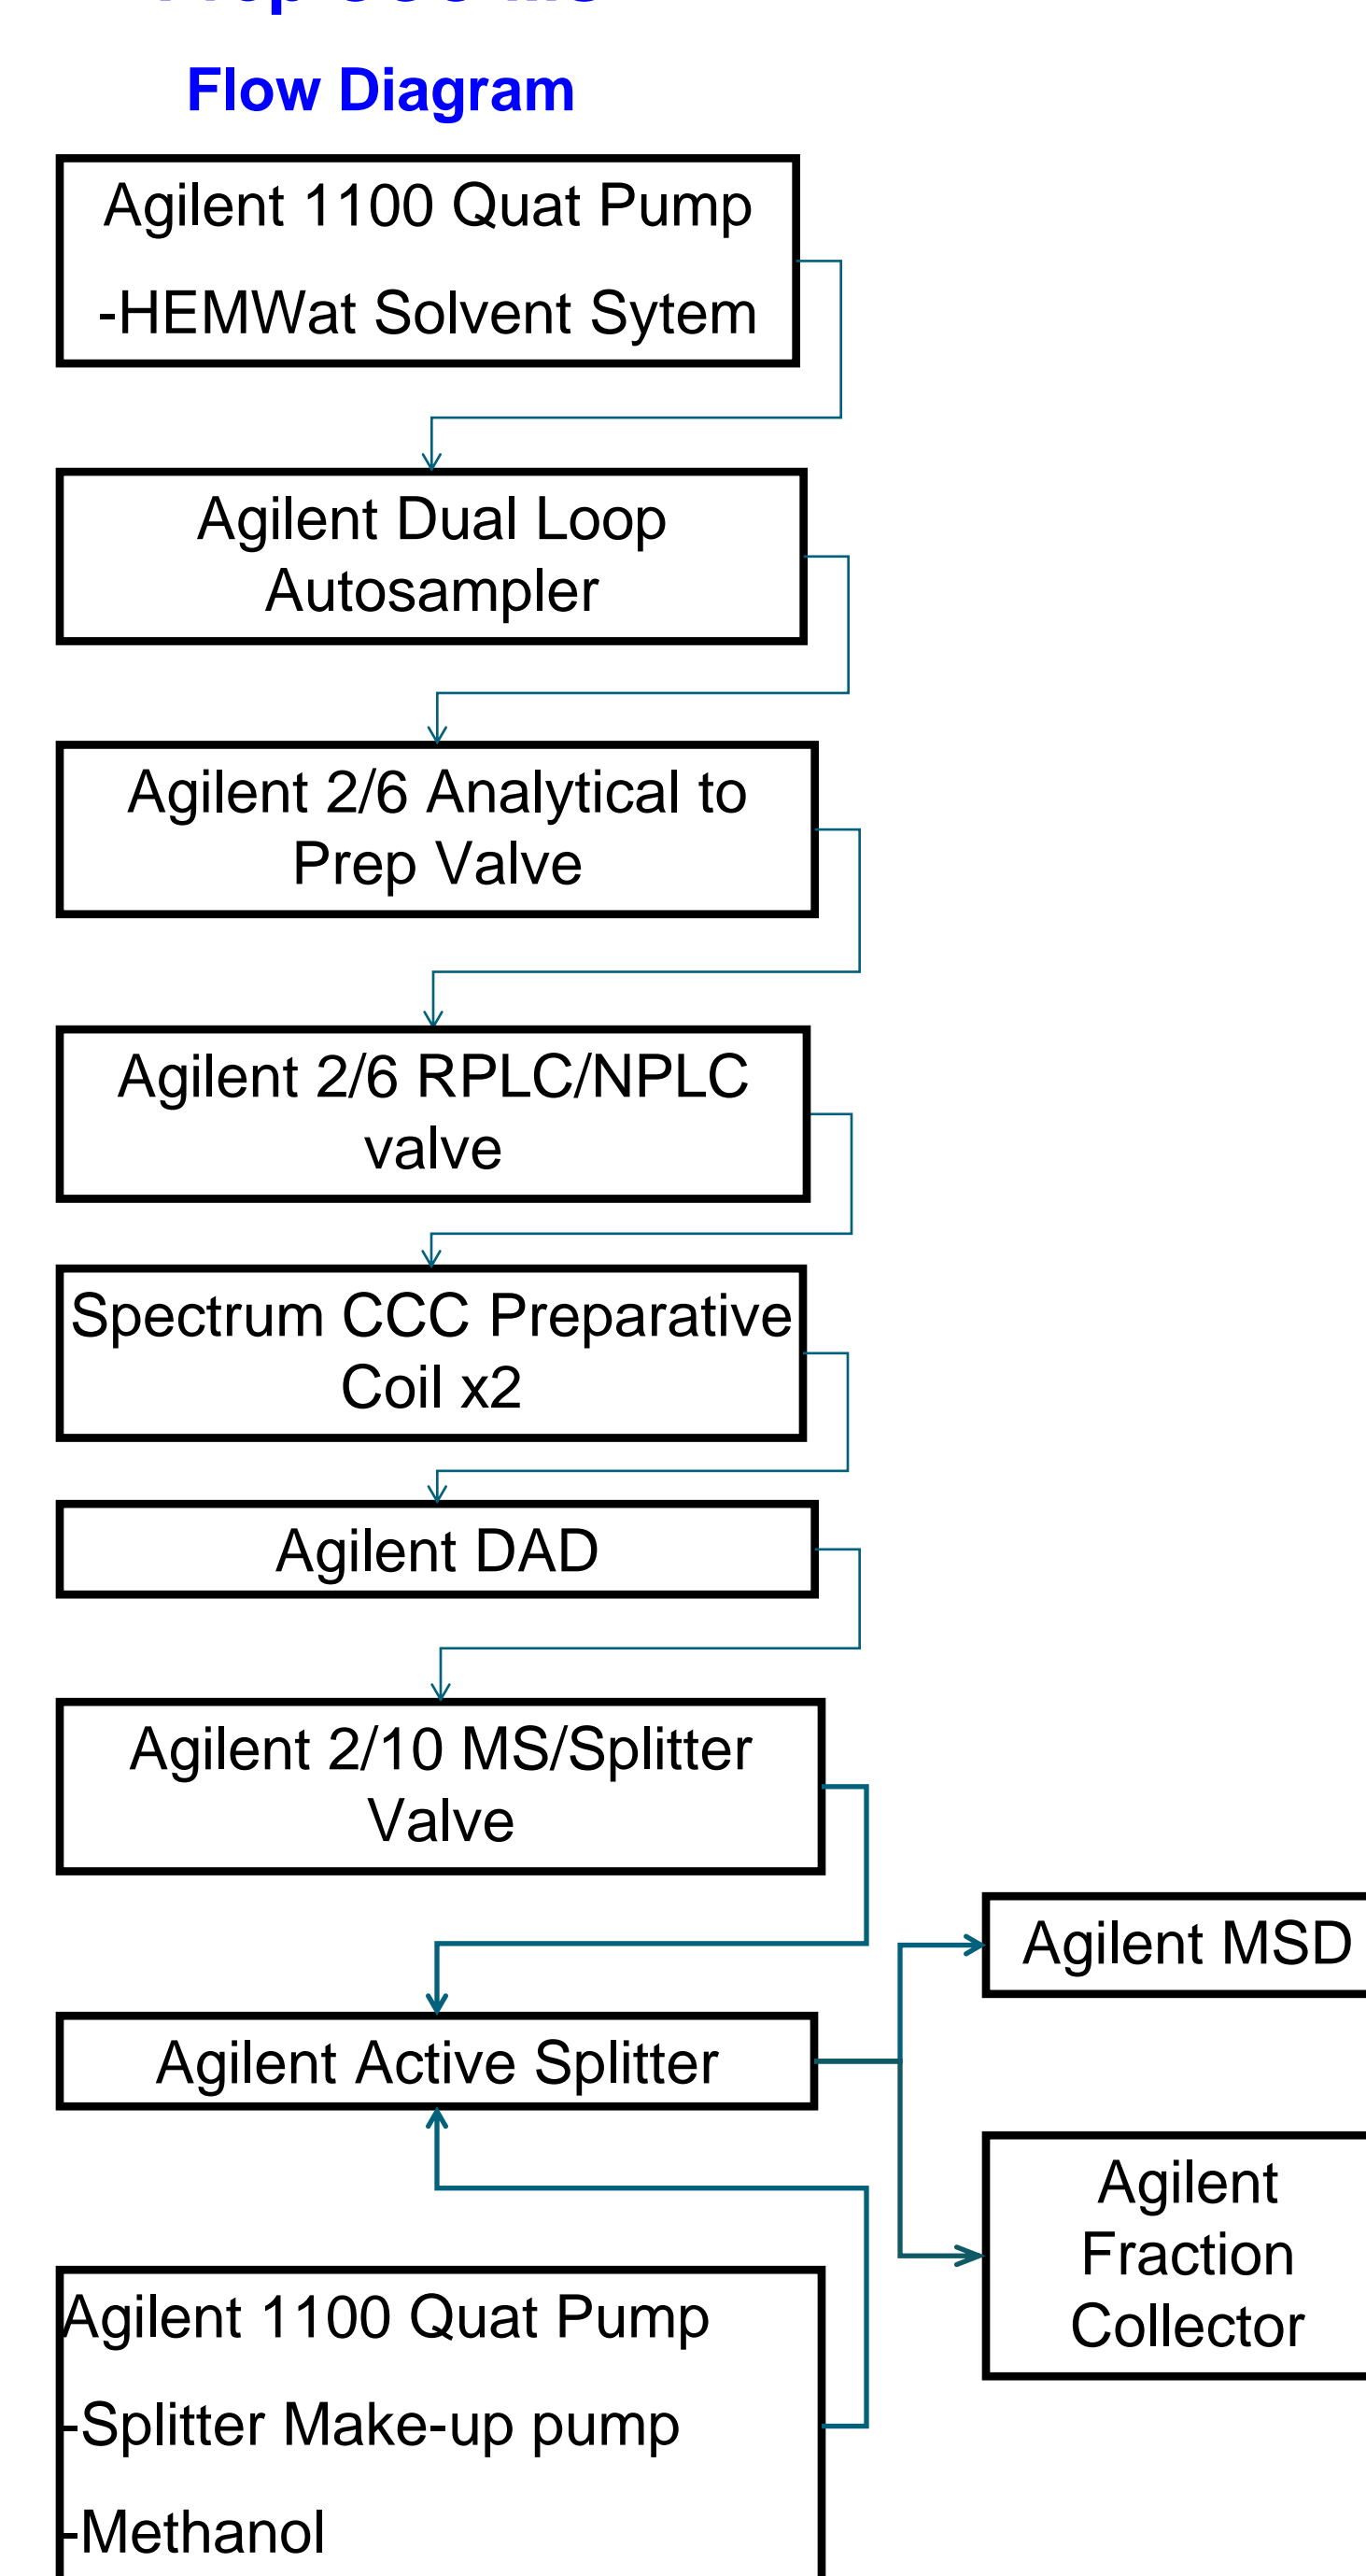 Flow Diagram
Agilent 1100 Quat Pump
-HEMWat Solvent Sytem
Agilent Dual Loop
Autosampler
Agilent 2/6 Analytical to
Prep Valve
Agilent 2/6 RPLC/NPLC
valve
Spectrum CCC Preparative
Coil x2
Agilent DAD
Agilent 2/10 MS/Splitter
Valve
Agilent MSD
Agilent Active Splitter
Agilent
Fraction
Collector
Agilent 1100 Quat Pump
-Splitter Make-up pump
-Methanol